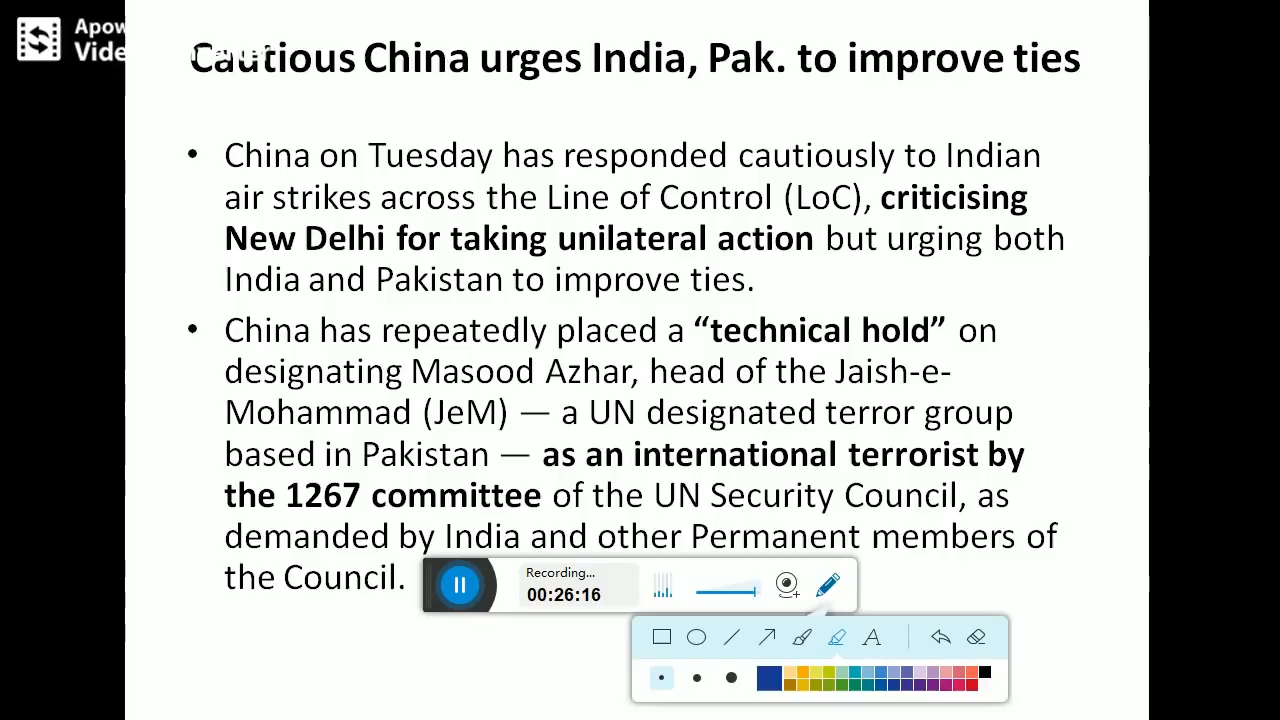 Apow
Vide
Cautious China urges India, Pak. to improve ties
• China on Tuesday has responded cautiously to Indian
air strikes across the Line of Control (LoC), criticising
New Delhi for taking unilateral action but urging both
India and Pakistan to improve ties.
• China has repeatedly placed a “technical hold” on
designating Masood Azhar, head of the Jaish-e-
Mohammad (JeM) — a UN designated terror group
based in Pakistan — as an international terrorist by
the 1267 committee of the UN Security Council, as
demanded by India and other Permanent members of
the Council.
Recording...
00:26:16
A